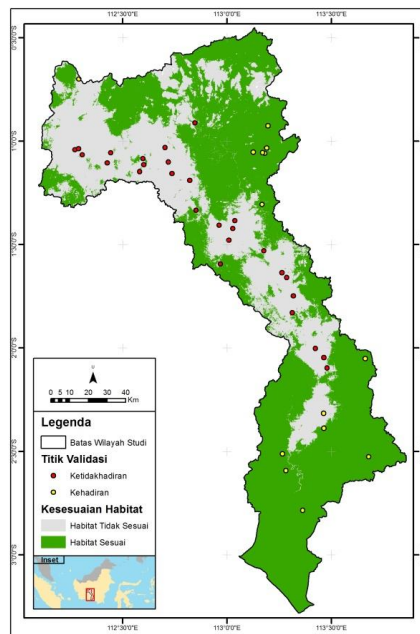 112°30'0"E 113°0'0"E 113°30'0"E
0°30'0"S
1°0'0"S
1°30'0"S
2°0'0"S
2°30'0"S
3°0'0"S
0 5 10 20 30 40
Km
Legenda
Batas Wilayah Studi
Titik Validasi
Ketidakhadiran
Kehadiran
Kesesuaian Habitat
Habitat Tidak Sesuai
Habitat Sesuai
Inset
112°30'0"E 113°0'0"E 113°30'0"E